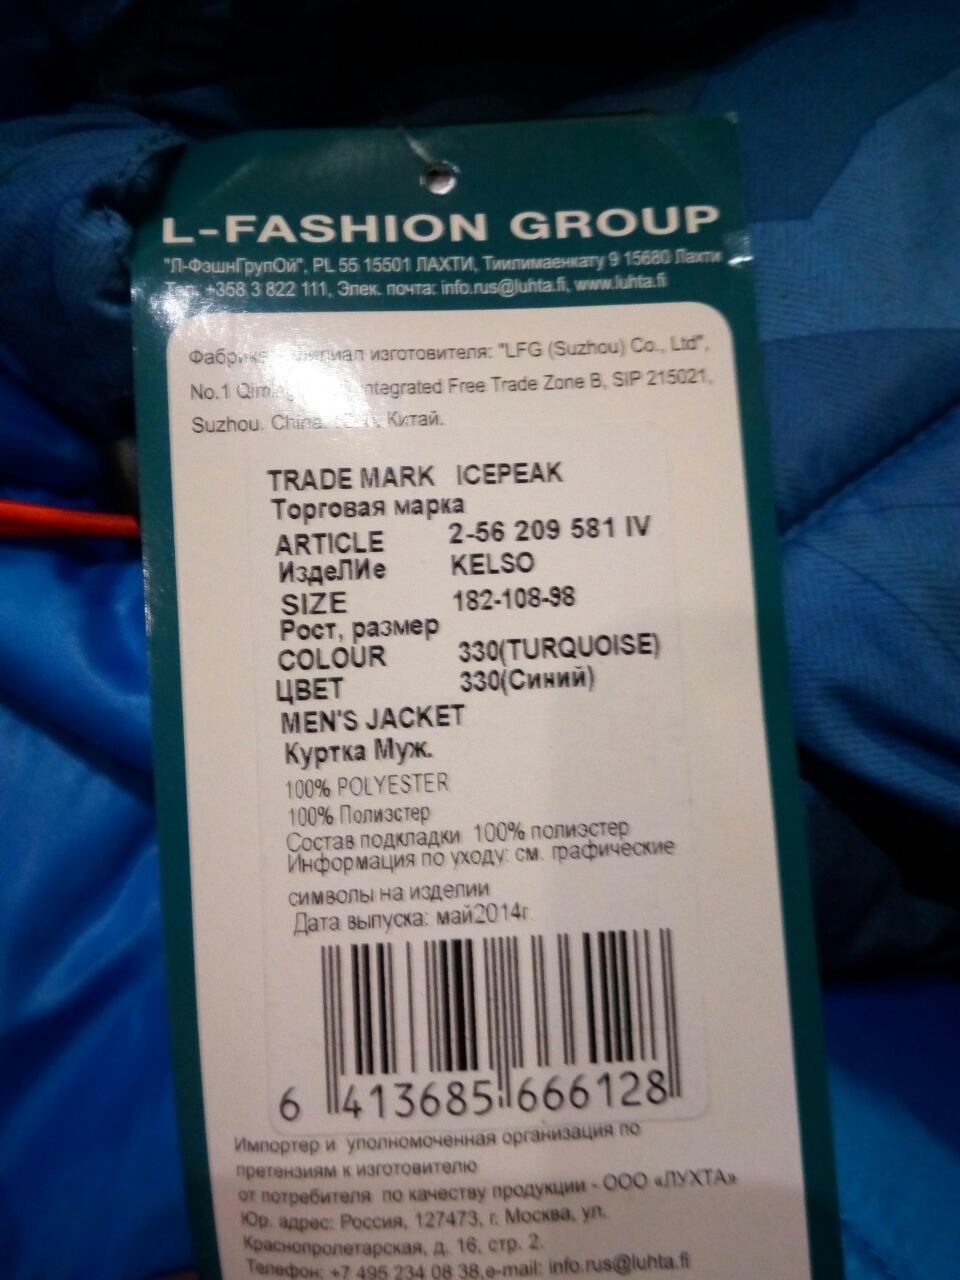 L-FASHION GROUP
"Л-ФэшнГрупОй", PL 55 15501 ЛАХТИ, Тиилимаенкату 9 15680 Лахти
Тел. +358 3 822 111, Элек. почта: info.rus@luhta.fi, www.luhta.fi
изготовителя: "LFG (Suzhou) Co., Ltd",
No.1 Integrated Free Trade Zone B, SIP 215021,
Suzhou. China Китай.
TRADE MARK ICEPEAK
Торговая марка
ARTICLE 2-56 209 581 IV
ИздеЛИе KELSO
SIZE 182-108-98
Рост, размер
COLOUR 330(TURQUOISE)
ЦВЕТ 330(Синий)
MEN'S JACKET
Куртка Муж.
100% POLYESTER
100% Полиэстер
Состав подкладки 100% полиэстер
Информация по уходу: см. графические
символы на изделии
Дата выпуска: май2014г.
6 413685 666128
Импортер и уполномоченная организация по
претензиям к изготовителю
от потребителя по качеству продукции - ООО «ЛУХТА»
Юр. адрес: Россия, 127473, г. Москва, ул.
Краснопролетарская, д. 16, стр. 2.
Телефон: +7 495 234 08 38,e-mail: info.rus@luhta.fi